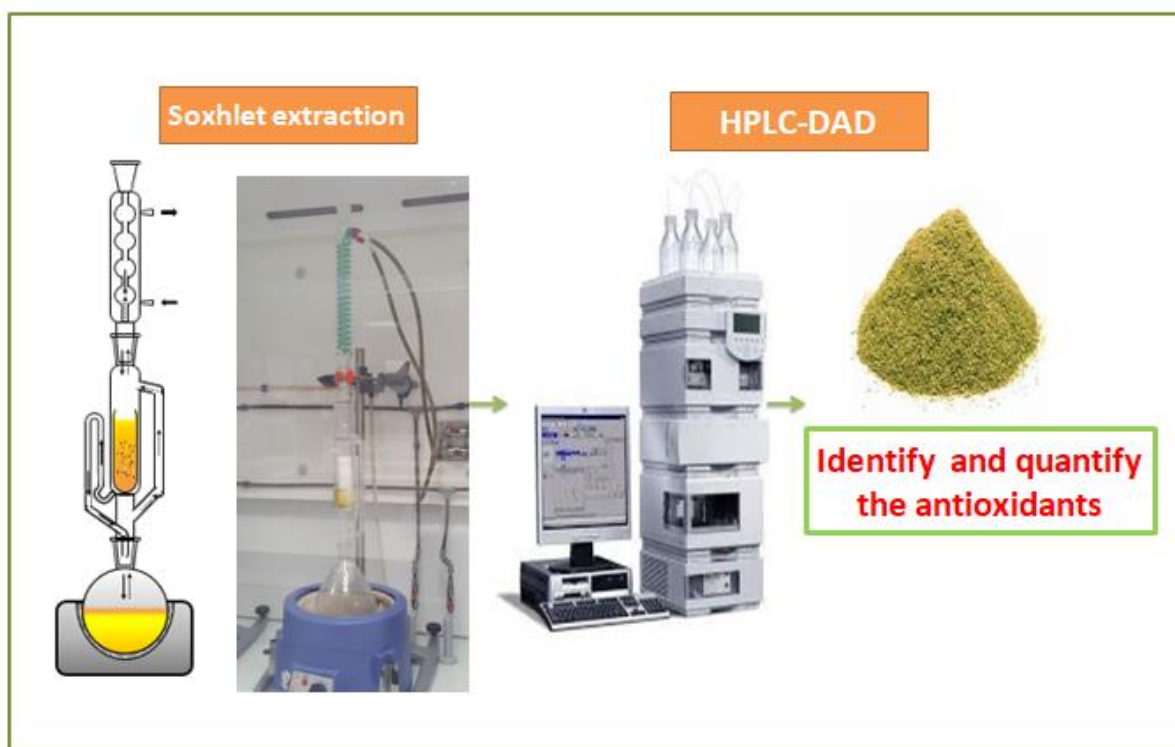 Soxhlet extraction
HPLC-DAD
Identify and quantify
the antioxidants